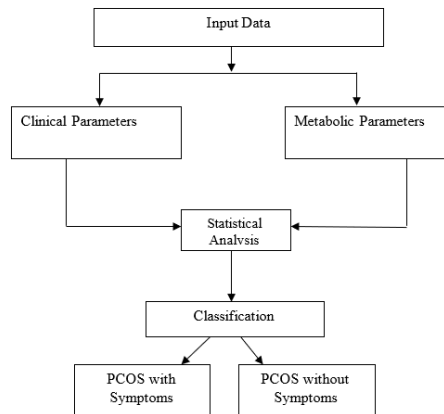 Input Data
Clinical Parameters
Metabolic Parameters
Statistical
Analysis
Classification
PCOS with
Symptoms
PCOS without
Symptoms